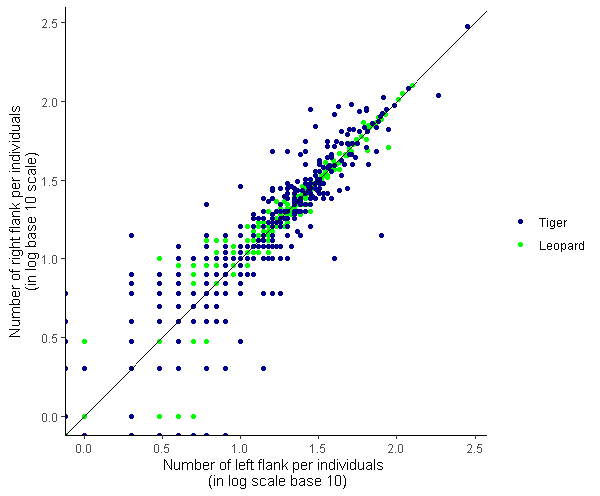 2.5
2.0
1.5
1.0
0.5
0.0
Number of right flank per individuals
(in log base 10 scale)
0.0 0.5 1.0 1.5 2.0 2.5
Number of left flank per individuals
(in log scale base 10)
Tiger
Leopard